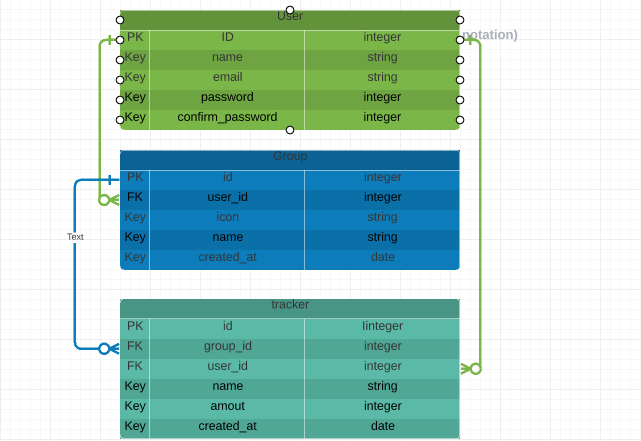 User
PK ID integer
notation)
Key name string
Key email string
Key password integer
Key confirm_password integer
Group
PK id integer
FK user_id integer
Key icon string
Key name string
Text
Key created_at date
tracker
PK id Iinteger
FK group_id integer
FK user_id integer
Key name string
Key amout integer
Key created_at date